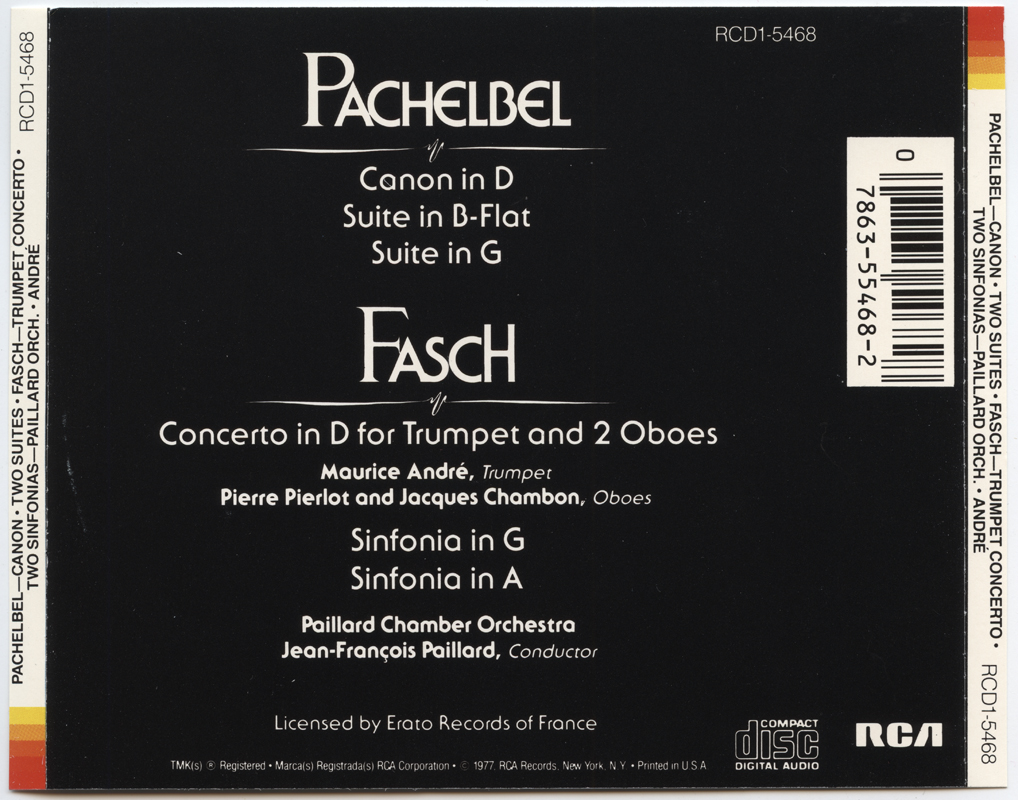 RCD1-5468
PACHELBEL
Canon in D
Suite in B-Flat
Suite in G
FASCH
Concerto in D for Trumpet and 2 Oboes
Maurice André, Trumpet
Pierre Pierlot and Jacques Chambon, Oboes
Sinfonia in G
Sinfonia in A
Paillard Chamber Orchestra
Jean-François Paillard, Conductor
Licensed by Erato Records of France
TMK(s) ® Registered • Marca(s) Registrada(s) RCA Corporation • © 1977, RCA Records, New York, N.Y. • Printed in U.S.A.
COMPACT
disc
DIGITAL AUDIO
RCA
0
7863-55468-2
PACHELBEL—CANON • TWO SUITES • FASCH—TRUMPET CONCERTO •
TWO SINFONIAS—PAILLARD ORCH. • ANDRÉ
RCD1-5468
PACHELBEL—CANON • TWO SUITES • FASCH—TRUMPET CONCERTO •
TWO SINFONIAS—PAILLARD ORCH. • ANDRÉ
RCD1-5468